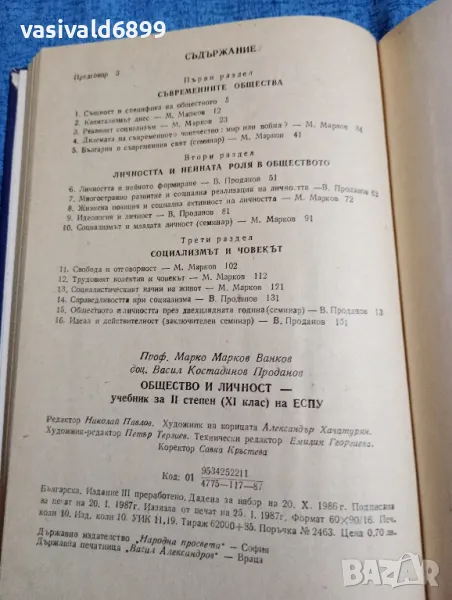 vasivald6899
СЪДЪРЖАНИЕ
Предговор 3
Първи раздел
СЪВРЕМЕННИТЕ ОБЩЕСТВА
1. Същност и специфика на обществото 5
2. Капитализмът днес — М. Марков 12
3. Реалният социализъм — М. Марков 23
4. Дилемата на съвременното човечество: мир или война? — М. Марков 34
5. България в съвременния свят (семинар) — М. Марков 41
Втори раздел
ЛИЧНОСТТА И НЕЙНАТА РОЛЯ В ОБЩЕСТВОТО
6. Личността и нейното формиране — В. Проданов 51
7. Многостранно развитие и социална реализация на личността — В. Проданов 62
8. Жизнена позиция и социална активност на личността — М. Марков 72
9. Идеология и личност — В. Проданов 81
10. Социализмът и младата личност (семинар) — М. Марков 91
Трети раздел
СОЦИАЛИЗМЪТ И ЧОВЕКЪТ
11. Свобода и отговорност — М. Марков 102
12. Трудовият колектив и човекът — М. Марков 112
13. Социалистическият начин на живот — М. Марков 121
14. Справедливостта при социализма — В. Проданов 131
15. Обществото и личността през двехилядната година (семинар) — В. Проданов
16. Идеал и действителност (заключителен семинар) — В. Проданов 151
Проф. Марко Марков Ванков
доц. Васил Костадинов Проданов
ОБЩЕСТВО И ЛИЧНОСТ —
учебник за II степен (XI клас) на ЕСПУ
Редактор Николай Павлов. Художник на корицата Александър Хачатурян.
Художник-редактор Петър Терзиев. Технически редактор Емилия Георгиева.
Коректор Савка Кръстева
Код: 01 9534252211
4775—117—87
Българска. Издание III преработено. Дадена за набор на 20. X. 1986 г. Подписана
за печат на 20. I. 1987 г. Излязла от печат на 25. I. 1987 г. Формат 60×90/16. Печ.
коли 10. Изд. коли 10. УИК 11,19. Тираж 62000+85. Поръчка № 2463. Цена 0,70 лв.
Държавно издателство „Народна просвета“ — София
Държавна печатница „Васил Александров“ — Враца
BAZAR